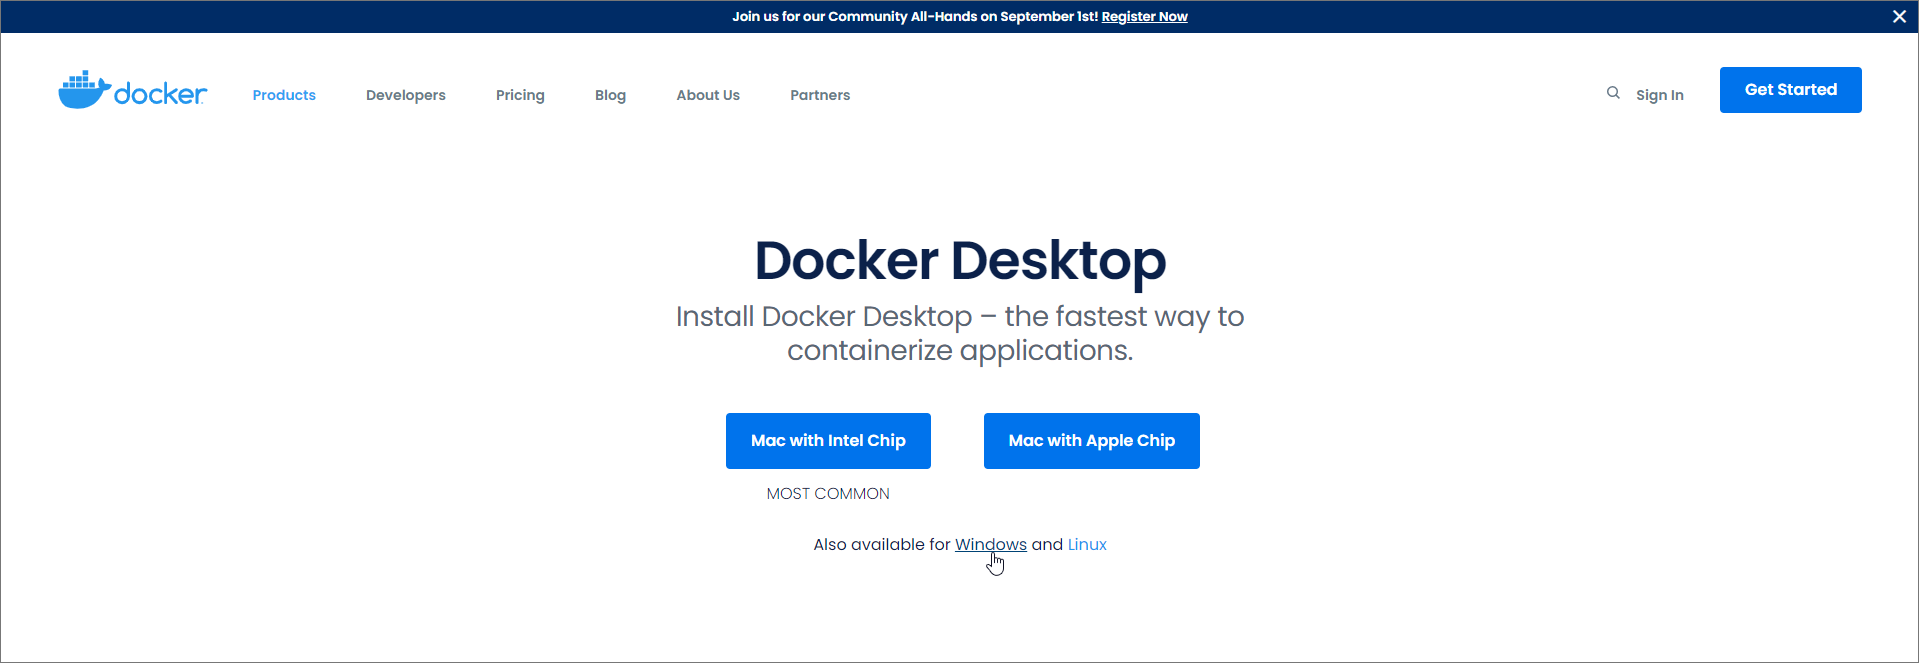 Join us for our Community All-Hands on September 1st! Register Now
docker
Products
Developers
Pricing
Blog
About Us
Partners
Sign In
Get Started
Docker Desktop
Install Docker Desktop – the fastest way to
containerize applications.
Mac with Intel Chip
Mac with Apple Chip
MOST COMMON
Also available for Windows and Linux